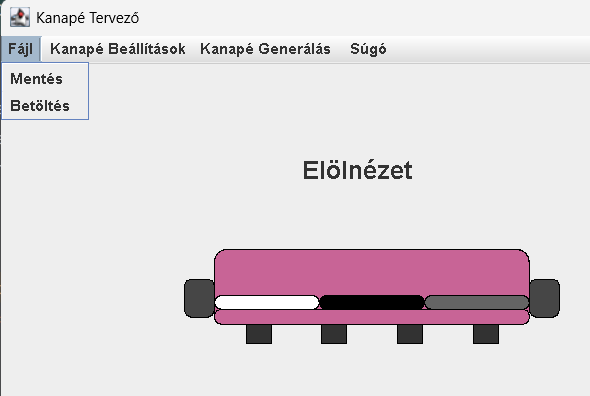 Kanapé Tervező
Fájl Kanapé Beállítások Kanapé Generálás Súgó
Mentés
Betöltés
Elölnézet